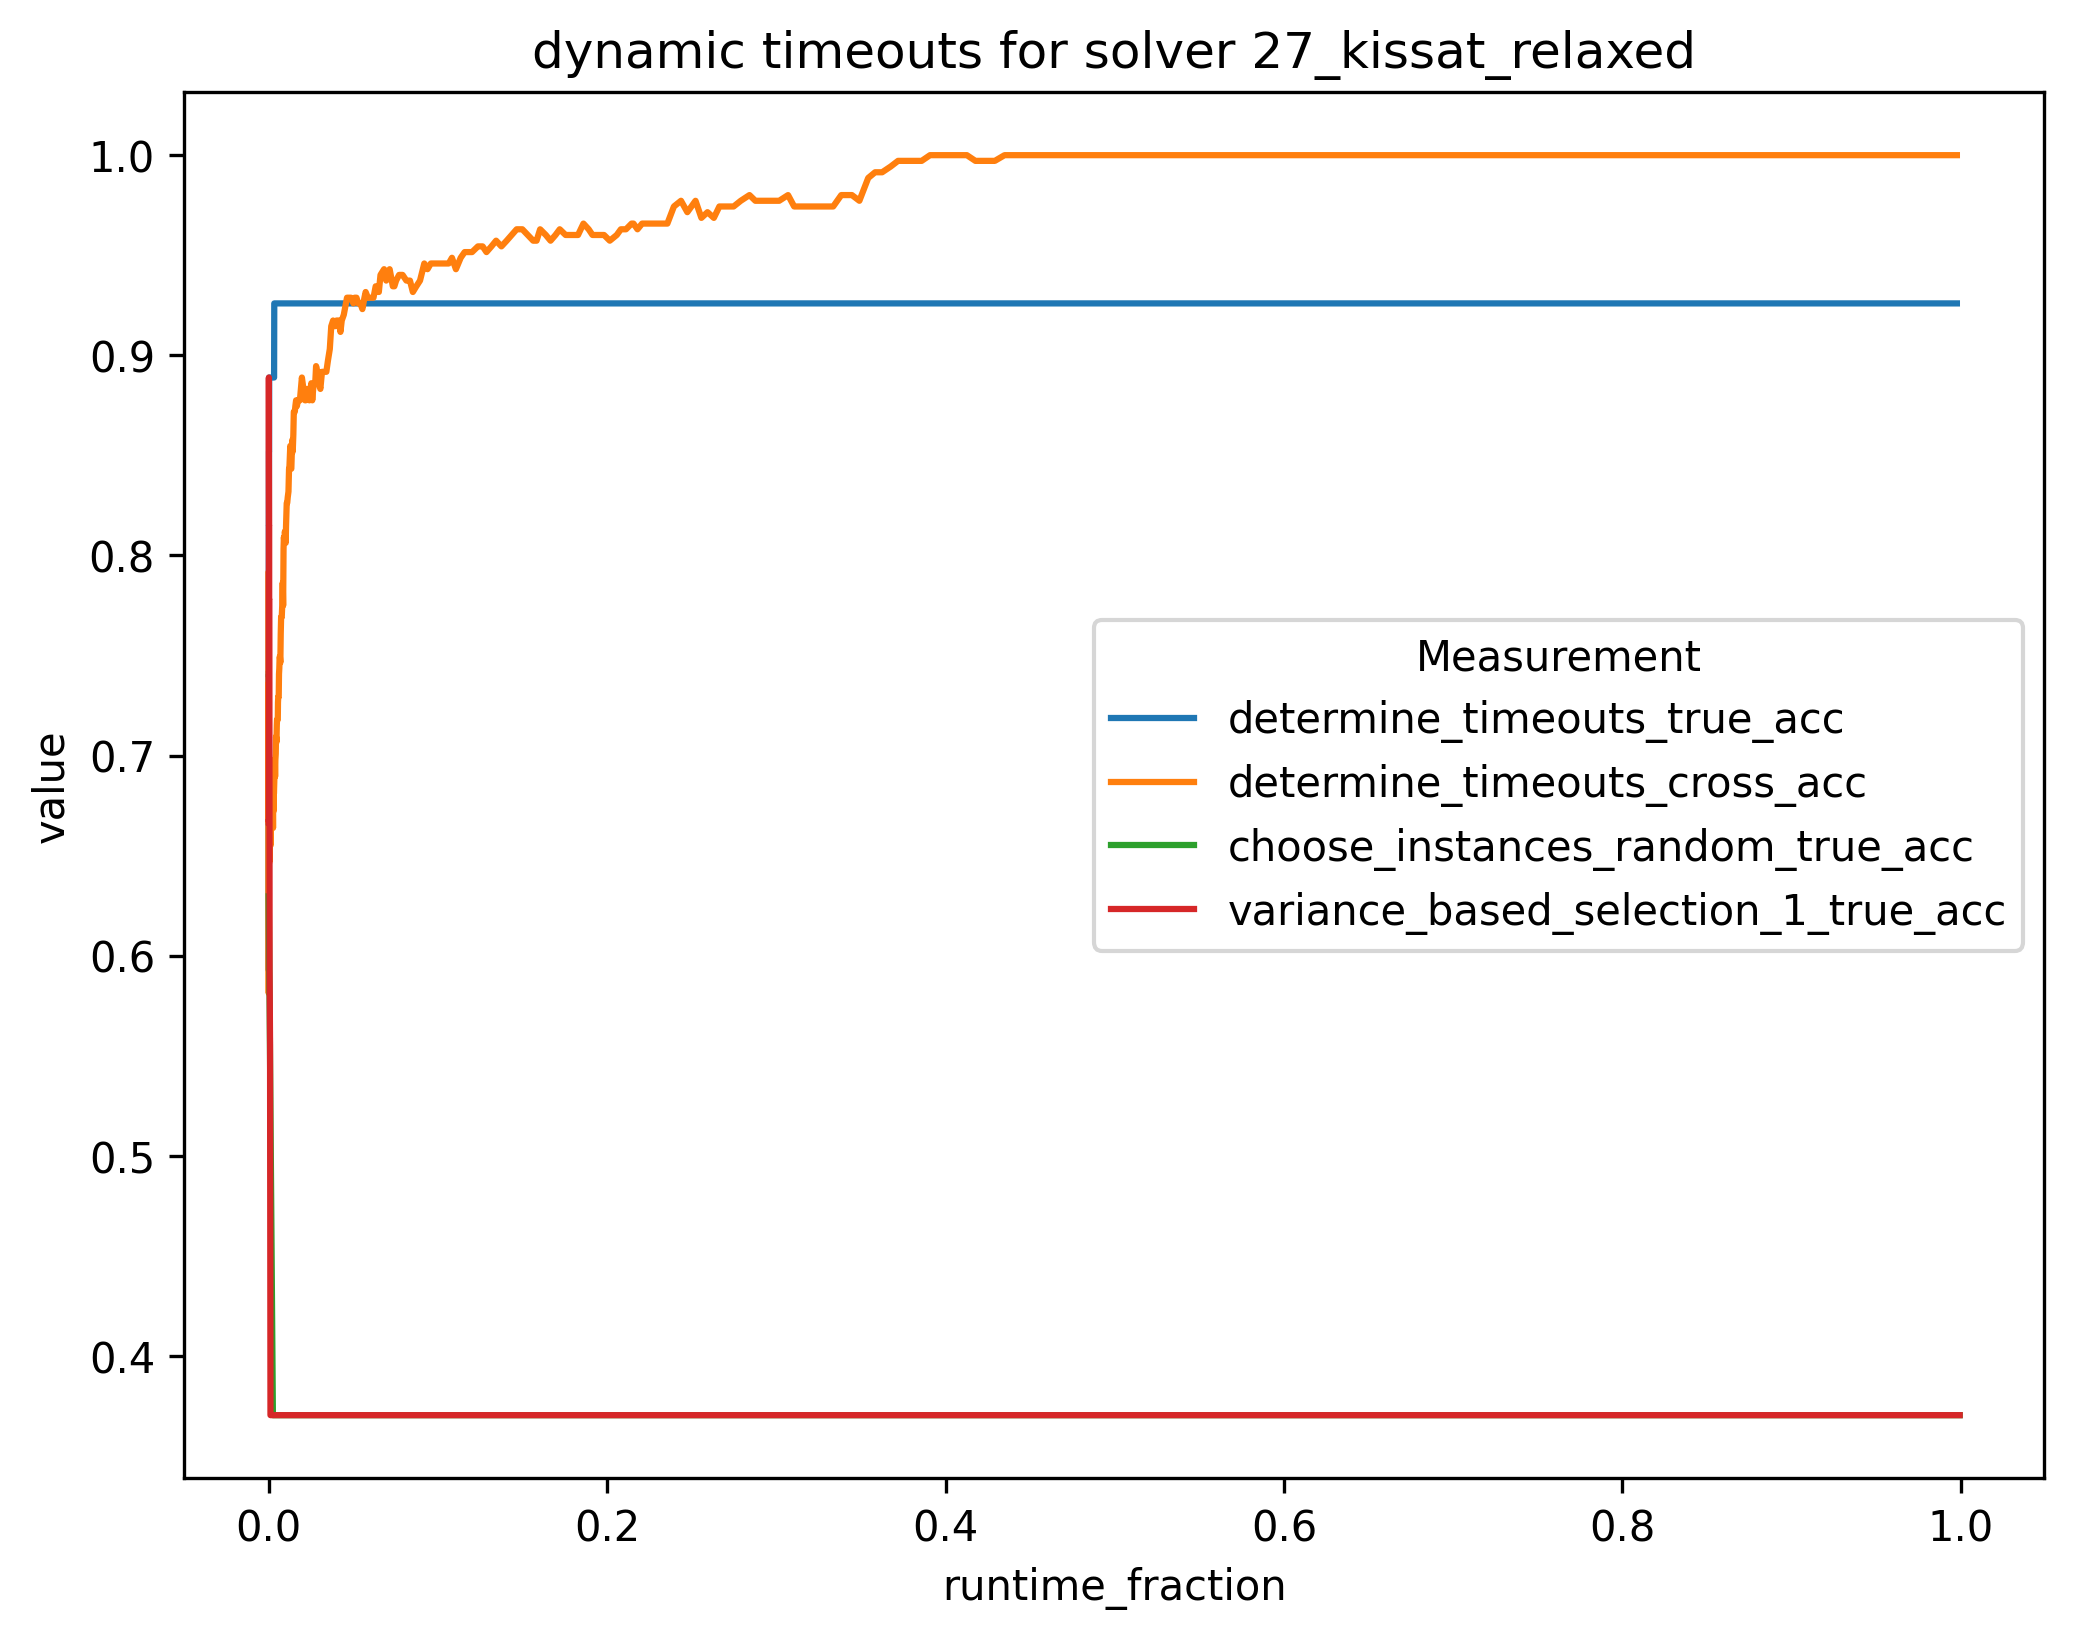 dynamic timeouts for solver 27_kissat_relaxed
1.0
0.9
0.8
0.7
0.6
0.5
0.4
value
Measurement
determine_timeouts_true_acc
determine_timeouts_cross_acc
choose_instances_random_true_acc
variance_based_selection_1_true_acc
0.0 0.2 0.4 0.6 0.8 1.0
runtime_fraction